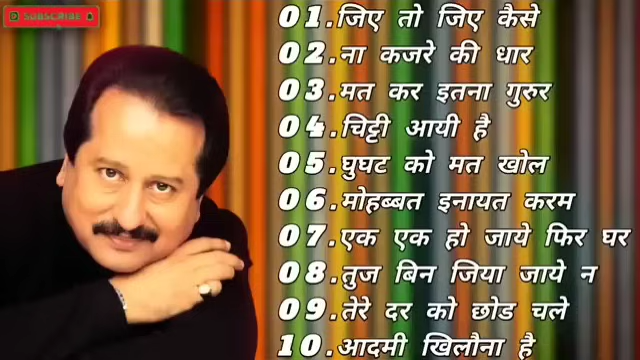 SUBSCRIBE
01.जिए तो जिए कैसे
02.ना कजरे की धार
03.मत कर इतना गुरुर
04.चिट्टी आयी है
05.घुघट को मत खोल
06.मोहब्बत इनायत करम
07.एक एक हो जाये फिर घर
08.तुज बिन जिया जाये न
09.तेरे दर को छोड चले
10.आदमी खिलौना है